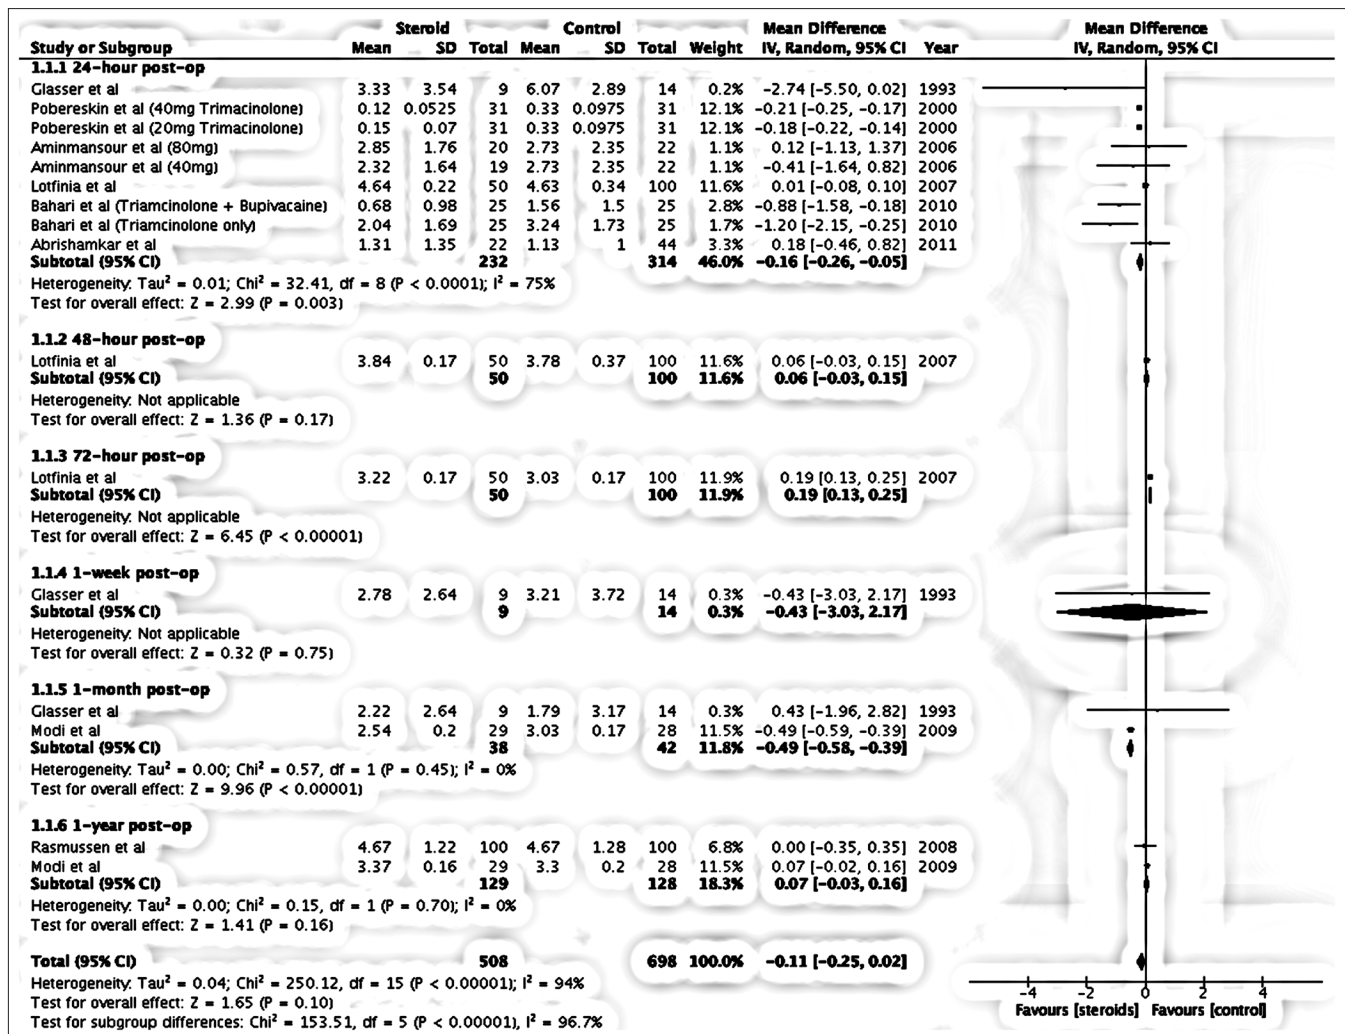 Steroid Control Mean Difference Mean Difference
Study or Subgroup Mean SD Total Mean SD Total Weight IV, Random, 95% CI Year IV, Random, 95% CI
1.1.1 24-hour post-op
Glasser et al 3.33 3.54 9 6.07 2.89 14 0.2% -2.74 [-5.50, 0.02] 1993
Pobereskin et al (40mg Trimacinolone) 0.12 0.0525 31 0.33 0.0975 31 12.1% -0.21 [-0.25, -0.17] 2000
Pobereskin et al (20mg Trimacinolone) 0.15 0.07 31 0.33 0.0975 31 12.1% -0.18 [-0.22, -0.14] 2000
Aminmansour et al (80mg) 2.85 1.76 20 2.73 2.35 22 1.1% 0.12 [-1.13, 1.37] 2006
Aminmansour et al (40mg) 2.32 1.64 19 2.73 2.35 22 1.1% -0.41 [-1.64, 0.82] 2006
Lotfinia et al 4.64 0.22 50 4.63 0.34 100 11.6% 0.01 [-0.08, 0.10] 2007
Bahari et al (Triamcinolone + Bupivacaine) 0.68 0.98 25 1.56 1.5 25 2.8% -0.88 [-1.58, -0.18] 2010
Bahari et al (Triamcinolone only) 2.04 1.69 25 3.24 1.73 25 1.7% -1.20 [-2.15, -0.25] 2010
Abrishamkar et al 1.31 1.35 22 1.13 1 44 3.3% 0.18 [-0.46, 0.82] 2011
Subtotal (95% CI) 232 314 46.0% -0.16 [-0.26, -0.05]
Heterogeneity: Tau² = 0.01; Chi² = 32.41, df = 8 (P < 0.0001); I² = 75%
Test for overall effect: Z = 2.99 (P = 0.003)
1.1.2 48-hour post-op
Lotfinia et al 3.84 0.17 50 3.78 0.37 100 11.6% 0.06 [-0.03, 0.15] 2007
Subtotal (95% CI) 50 100 11.6% 0.06 [-0.03, 0.15]
Heterogeneity: Not applicable
Test for overall effect: Z = 1.36 (P = 0.17)
1.1.3 72-hour post-op
Lotfinia et al 3.22 0.17 50 3.03 0.17 100 11.9% 0.19 [0.13, 0.25] 2007
Subtotal (95% CI) 50 100 11.9% 0.19 [0.13, 0.25]
Heterogeneity: Not applicable
Test for overall effect: Z = 6.45 (P < 0.00001)
1.1.4 1-week post-op
Glasser et al 2.78 2.64 9 3.21 3.72 14 0.3% -0.43 [-3.03, 2.17] 1993
Subtotal (95% CI) 9 14 0.3% -0.43 [-3.03, 2.17]
Heterogeneity: Not applicable
Test for overall effect: Z = 0.32 (P = 0.75)
1.1.5 1-month post-op
Glasser et al 2.22 2.64 9 1.79 3.17 14 0.3% 0.43 [-1.96, 2.82] 1993
Modi et al 2.54 0.2 29 3.03 0.17 28 11.5% -0.49 [-0.59, -0.39] 2009
Subtotal (95% CI) 38 42 11.8% -0.49 [-0.58, -0.39]
Heterogeneity: Tau² = 0.00; Chi² = 0.57, df = 1 (P = 0.45); I² = 0%
Test for overall effect: Z = 9.96 (P < 0.00001)
1.1.6 1-year post-op
Rasmussen et al 4.67 1.22 100 4.67 1.28 100 6.8% 0.00 [-0.35, 0.35] 2008
Modi et al 3.37 0.16 29 3.3 0.2 28 11.5% 0.07 [-0.02, 0.16] 2009
Subtotal (95% CI) 129 128 18.3% 0.07 [-0.03, 0.16]
Heterogeneity: Tau² = 0.00; Chi² = 0.15, df = 1 (P = 0.70); I² = 0%
Test for overall effect: Z = 1.41 (P = 0.16)
Total (95% CI) 508 698 100.0% -0.11 [-0.25, 0.02]
Heterogeneity: Tau² = 0.04; Chi² = 250.12, df = 15 (P < 0.00001); I² = 94%
Test for overall effect: Z = 1.65 (P = 0.10)
Test for subgroup differences: Chi² = 153.51, df = 5 (P < 0.00001), I² = 96.7%
-4 -2 0 2 4
Favours [steroids] Favours [control]